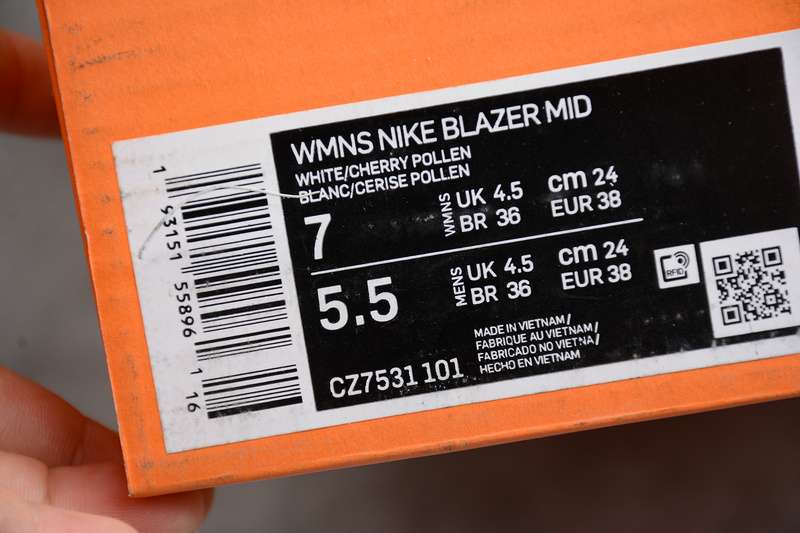 WMNS NIKE BLAZER MID
WHITE/CHERRY POLLEN
BLANC/CERISE POLLEN
7
WMNS
UK 4.5
BR 36
cm 24
EUR 38
5.5
MENS
UK 4.5
BR 36
cm 24
EUR 38
RFID
MADE IN VIETNAM/
FABRIQUE AU VIETNAM/
FABRICADO NO VIETNA/
HECHO EN VIETNAM
CZ7531 101
1 93151 55896 1 16